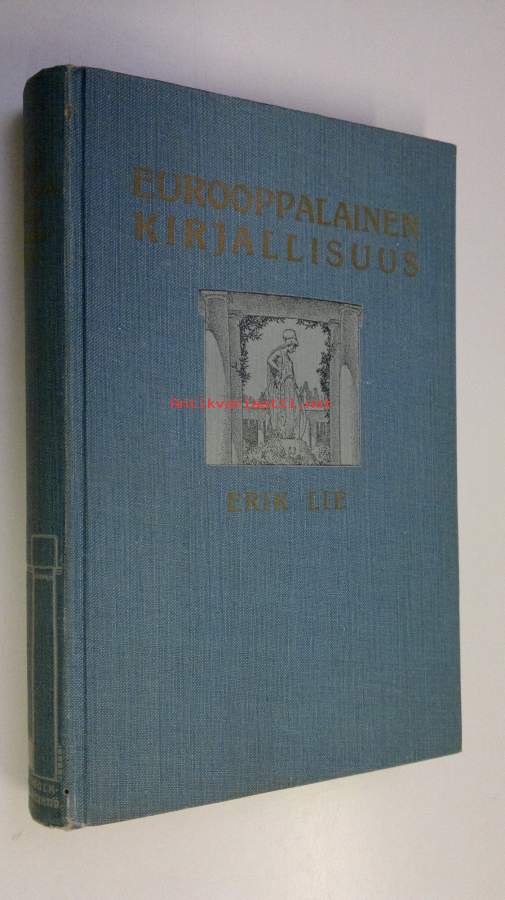 EUROOPPALAINEN
KIRJALLISUUS
Antikvariaatti.net
ERIK LIE